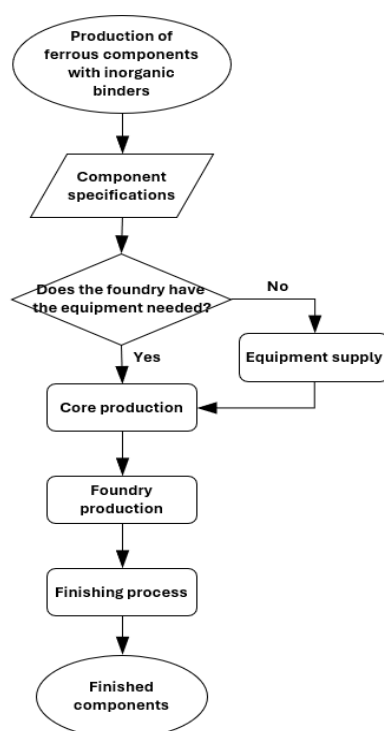 Production of
ferrous components
with inorganic
binders
Component
specifications
Does the foundry have
the equipment needed?
No
Yes
Equipment supply
Core production
Foundry
production
Finishing process
Finished
components